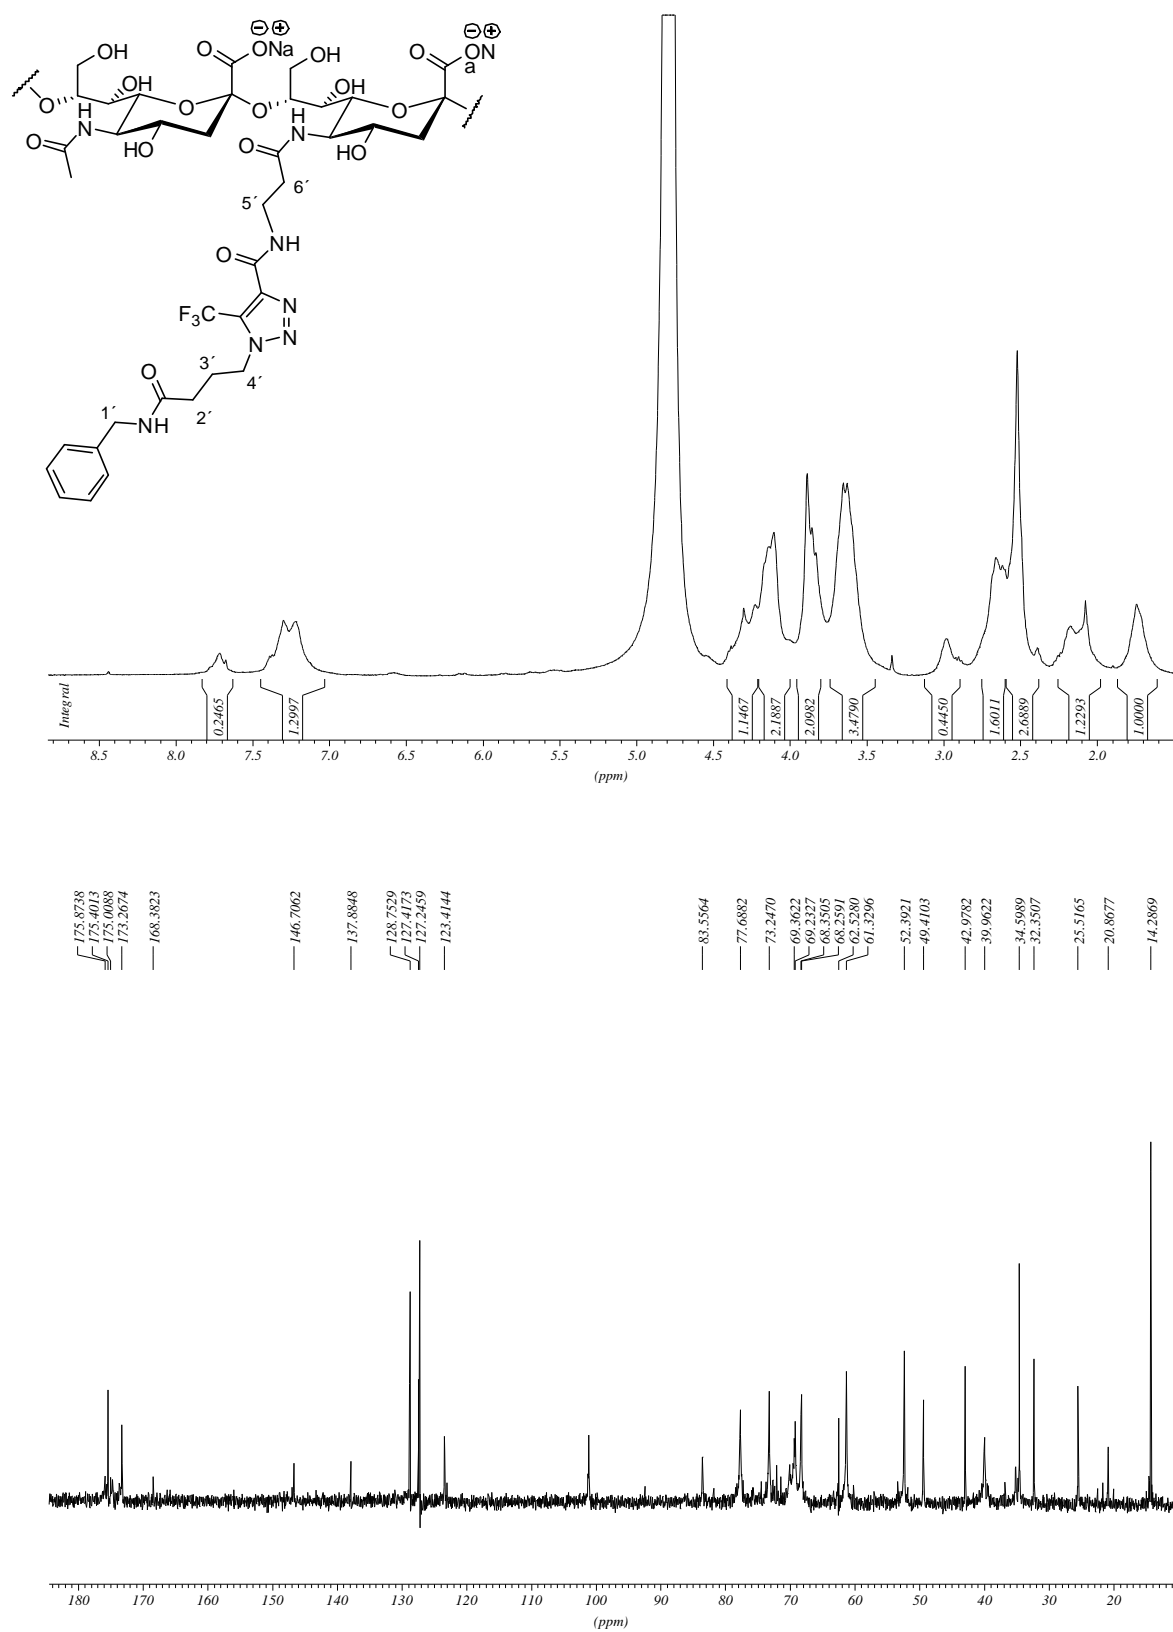 OH
O
⊖⊕
ONa
OH
O
⊖⊕
ON
a
O
OH
O
O
OH
O
H
N
HO
H
N
HO
O
O
6´
5´
O
NH
F3C
N
N
N
3´
4´
O
1´
NH
2´
Integral
0.2465
1.2997
1.1467
2.1887
2.0982
3.4790
0.4450
1.6011
2.6889
1.2293
1.0000
8.5 8.0 7.5 7.0 6.5 6.0 5.5 5.0 4.5 4.0 3.5 3.0 2.5 2.0
(ppm)
175.8738
175.4013
175.0088
173.2674
168.3823
146.7062
137.8848
128.7529
127.4173
127.2459
123.4144
83.5564
77.6882
73.2470
69.3622
69.2327
68.3505
68.2591
62.5280
61.3296
52.3921
49.4103
42.9782
39.9622
34.5989
32.3507
25.5165
20.8677
14.2869
180 170 160 150 140 130 120 110 100 90 80 70 60 50 40 30 20
(ppm)